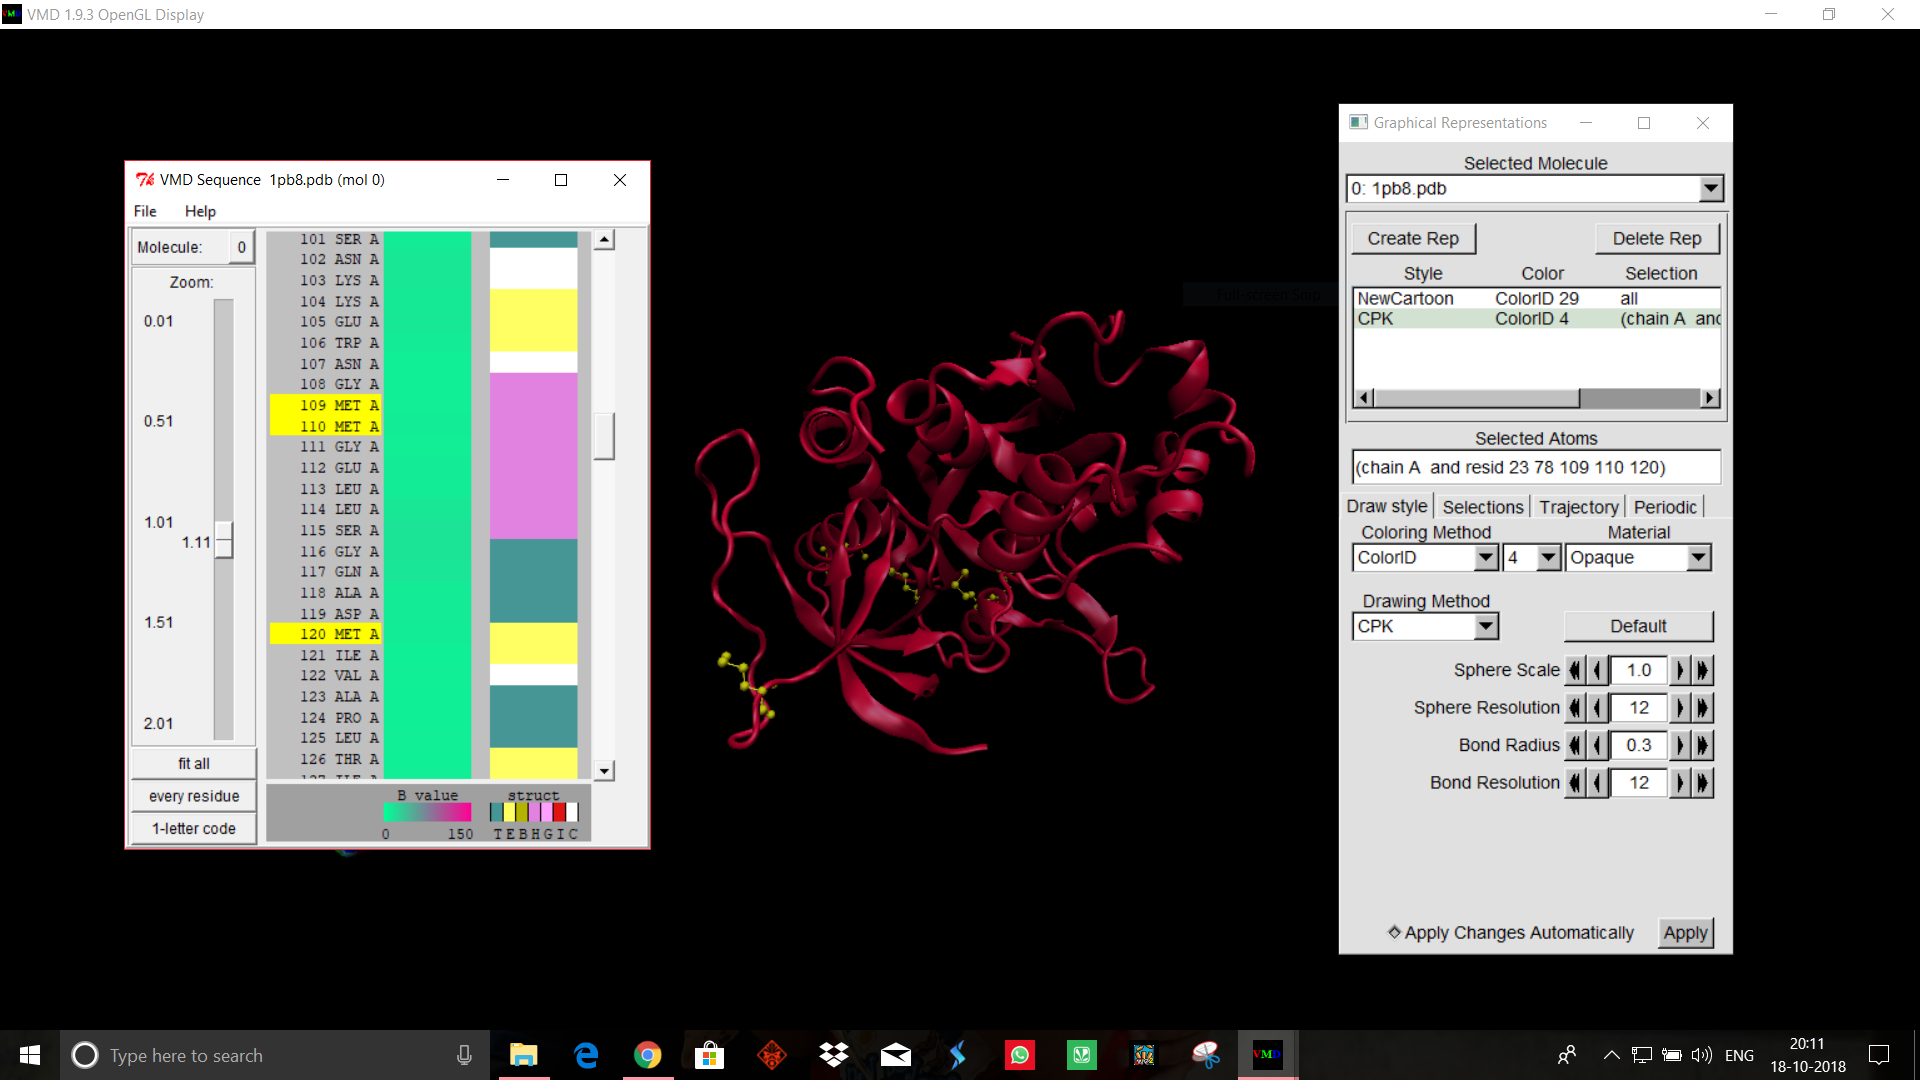 VMD 1.9.3 OpenGL Display
VMD Sequence 1pb8.pdb (mol 0)
File Help
Molecule: 0
Zoom:
0.01
0.51
1.01
1.11
1.51
2.01
fit all
every residue
1-letter code
101 SER A
102 ASN A
103 LYS A
104 LYS A
105 GLU A
106 TRP A
107 ASN A
108 GLY A
109 MET A
110 MET A
111 GLY A
112 GLU A
113 LEU A
114 LEU A
115 SER A
116 GLY A
117 GLN A
118 ALA A
119 ASP A
120 MET A
121 ILE A
122 VAL A
123 ALA A
124 PRO A
125 LEU A
126 THR A
B value struct
0 150 T E B H G I C
Graphical Representations
Selected Molecule
0: 1pb8.pdb
Create Rep Delete Rep
Style Color Selection
NewCartoon ColorID 29 all
CPK ColorID 4 (chain A and
Selected Atoms
(chain A and resid 23 78 109 110 120)
Draw style Selections Trajectory Periodic
Coloring Method Material
ColorID 4 Opaque
Drawing Method
CPK Default
Sphere Scale 1.0
Sphere Resolution 12
Bond Radius 0.3
Bond Resolution 12
Apply Changes Automatically Apply
Type here to search
VMD
ENG
20:11
18-10-2018